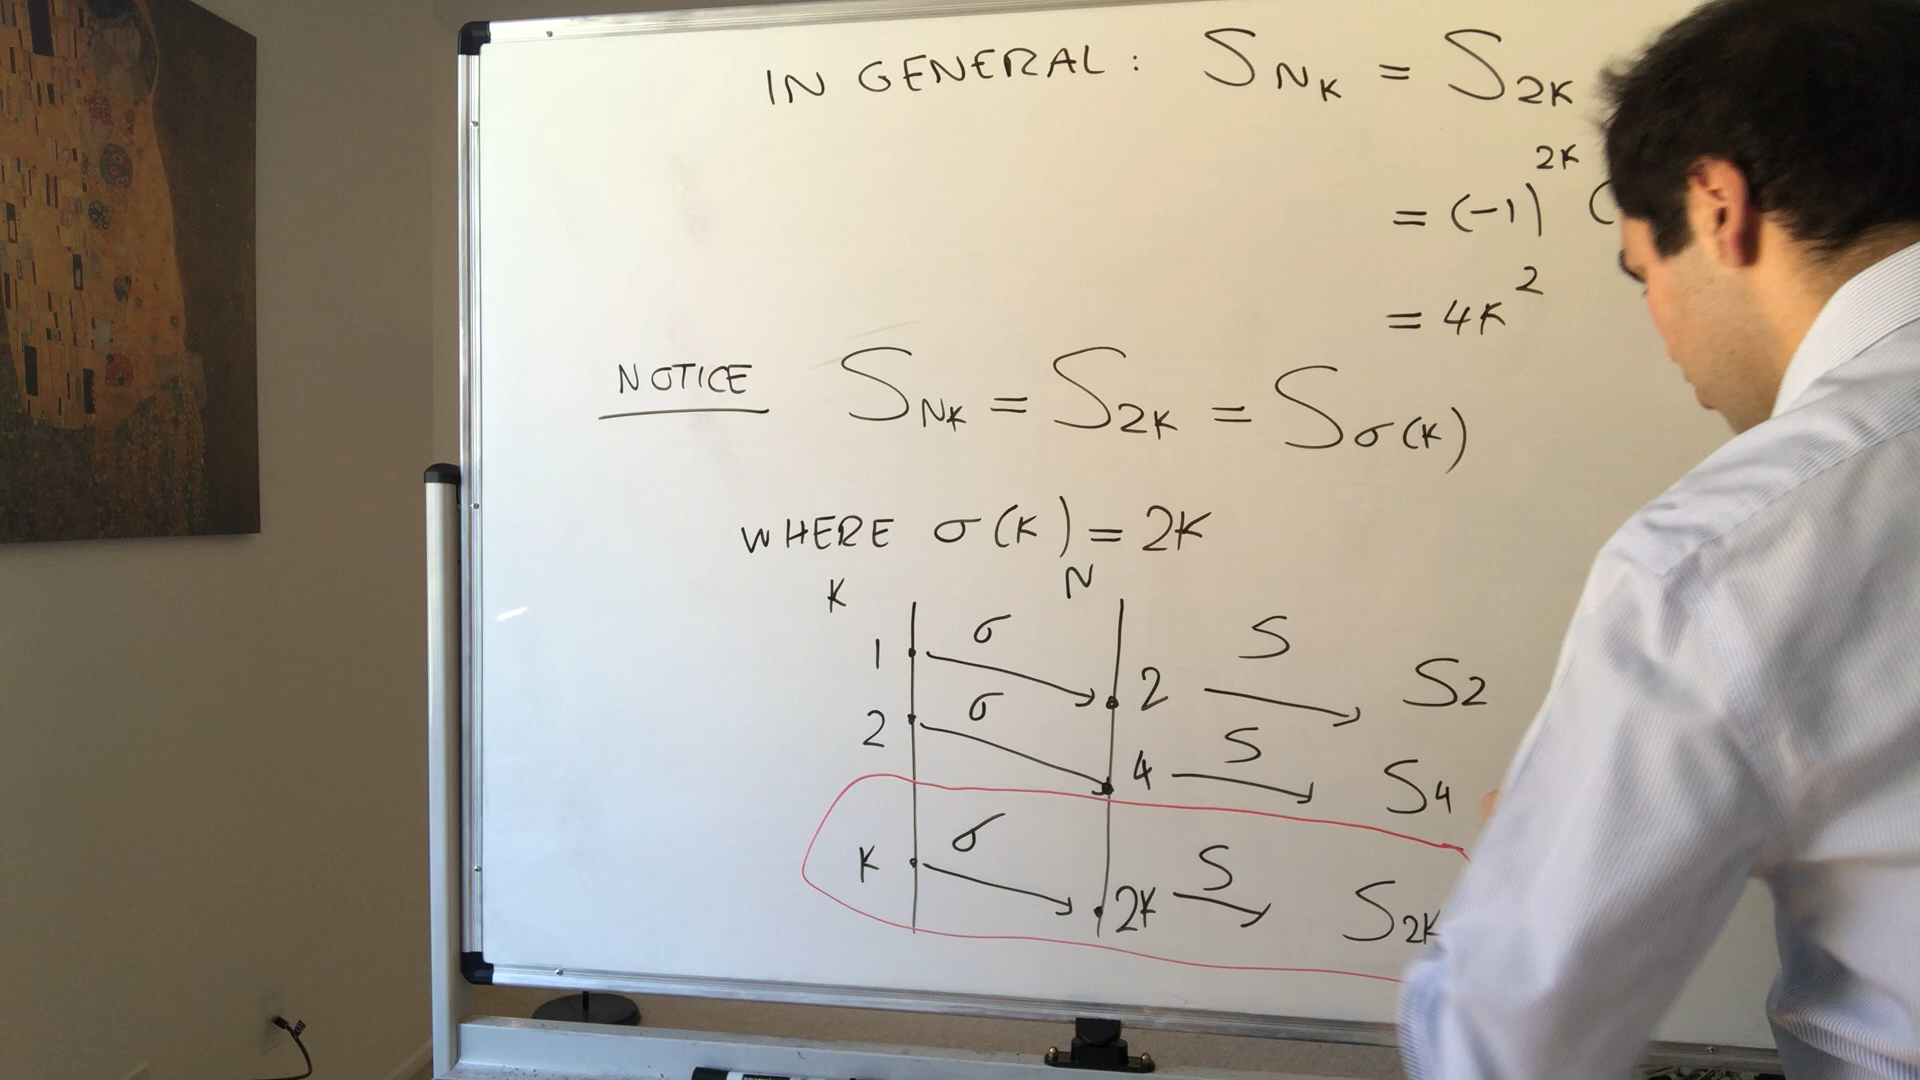 IN GENERAL: S_{N_K} = S_{2K}
= (-1)^{2K} (
= 4K^2
NOTICE S_{N_K} = S_{2K} = S_{σ(K)}
WHERE σ(K) = 2K
K N
1 σ 2 S S_2
2 σ 4 S S_4
K σ 2K S S_{2K}